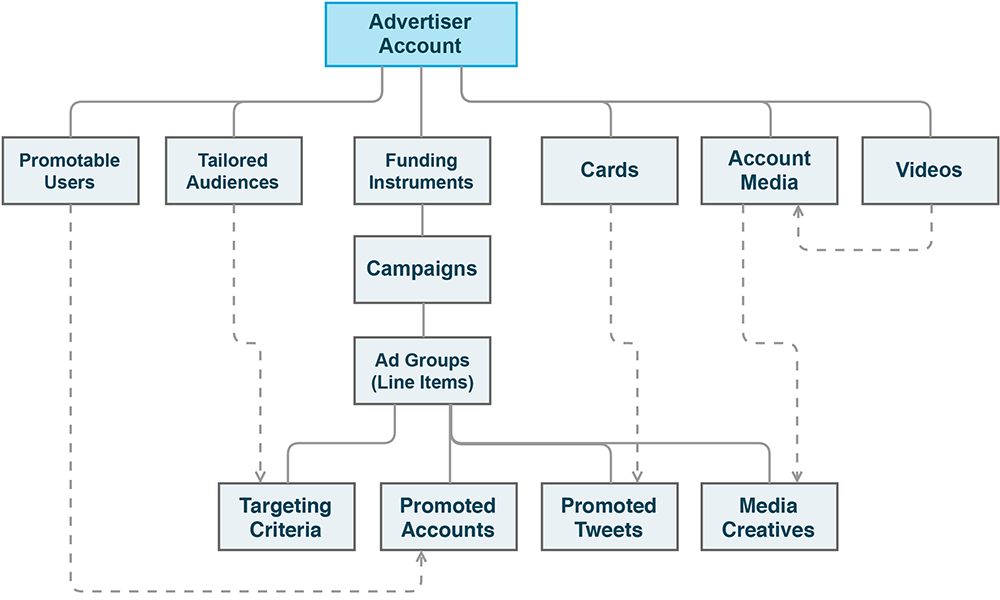 Advertiser
Account
Promotable
Users
Tailored
Audiences
Funding
Instruments
Cards
Account
Media
Videos
Campaigns
Ad Groups
(Line Items)
Targeting
Criteria
Promoted
Accounts
Promoted
Tweets
Media
Creatives